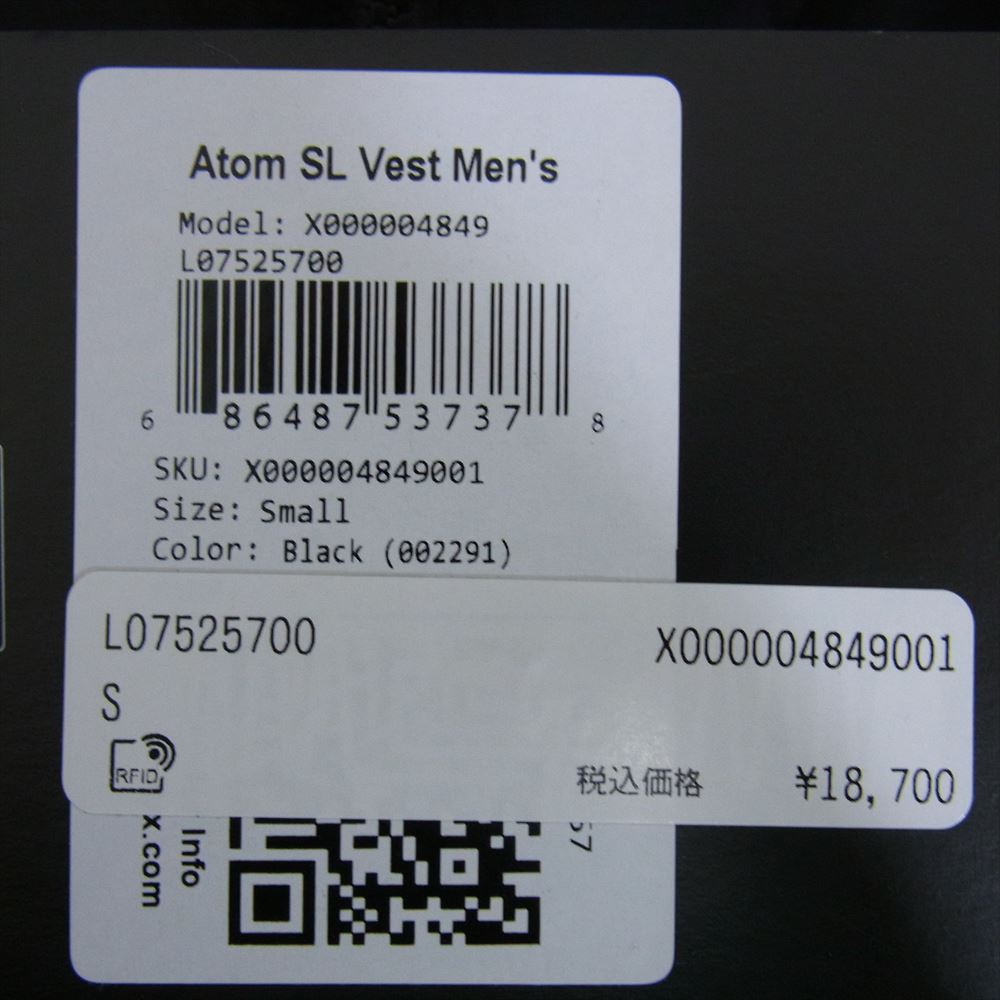 Atom SL Vest Men's
Model: X000004849
L07525700
6 86487 53737 8
SKU: X000004849001
Size: Small
Color: Black (002291)
L07525700 X000004849001
S
RFID
税込価格 ¥18,700
x.com
Info
57